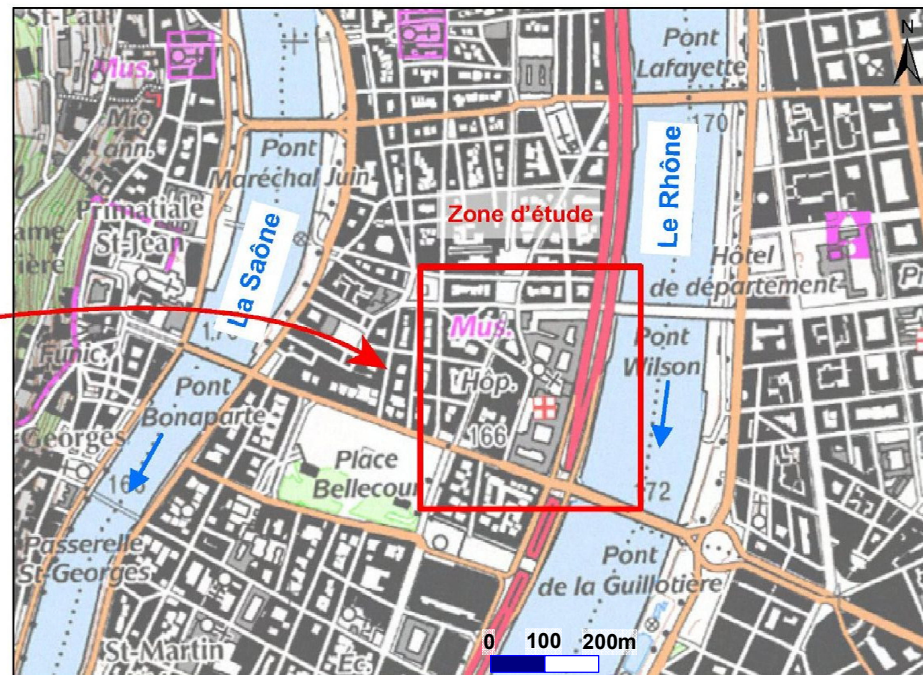 St-Paul
Mus.
Mie
ann.
Pont
Maréchal Juin
Primatiale
St-Jean
La Saône
Zone d'étude
Pont
Lafayette
170
N
Le Rhône
Hôtel
de département
Funic.
Pont
Bonaparte
Georges
Passerelle
St-Georges
St-Martin
Place
Bellecour
Mus.
Hôp.
166
Pont
Wilson
172
Pont
de la Guillotière
Ec.
0 100 200m